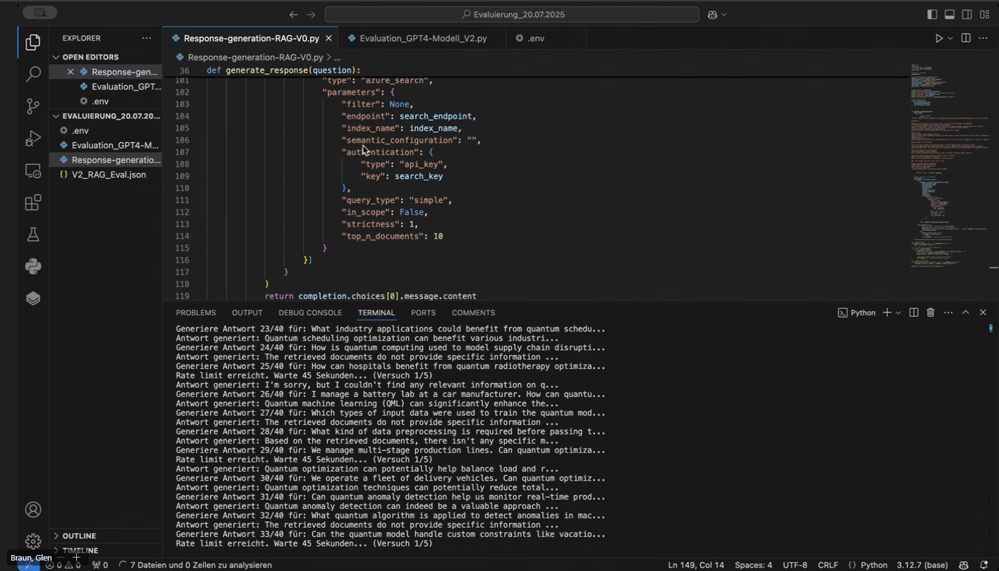 Evaluierung_20.07.2025
EXPLORER
Response-generation-RAG-V0.py
Evaluation_GPT4-Modell_V2.py
.env
OPEN EDITORS
Response-gen...
Evaluation_GPT...
.env
EVALUIERUNG_20.07.20...
.env
Evaluation_GPT4-M...
Response-generatio...
{} V2_RAG_Eval.json
OUTLINE
TIMELINE
Response-generation-RAG-V0.py > ...
36 def generate_response(question):
101 "type": "azure_search",
102 "parameters": {
103 "filter": None,
104 "endpoint": search_endpoint,
105 "index_name": index_name,
106 "semantic_configuration": "",
107 "authentication": {
108 "type": "api_key",
109 "key": search_key
110 },
111 "query_type": "simple",
112 "in_scope": False,
113 "strictness": 1,
114 "top_n_documents": 10
115 }
116 }]
117 }
118 )
119 return completion.choices[0].message.content
PROBLEMS OUTPUT DEBUG CONSOLE TERMINAL PORTS COMMENTS
Python
Generiere Antwort 23/40 für: What industry applications could benefit from quantum schedu...
Antwort generiert: Quantum scheduling optimization can benefit various industri...
Generiere Antwort 24/40 für: How is quantum computing used to model supply chain disrupti...
Antwort generiert: The retrieved documents do not provide specific information ...
Generiere Antwort 25/40 für: How can hospitals benefit from quantum radiotherapy optimiza...
Rate limit erreicht. Warte 45 Sekunden... (Versuch 1/5)
Antwort generiert: I'm sorry, but I couldn't find any relevant information on q...
Generiere Antwort 26/40 für: I manage a battery lab at a car manufacturer. How can quantu...
Antwort generiert: Quantum machine learning (QML) can significantly enhance the...
Generiere Antwort 27/40 für: Which types of input data were used to train the quantum mod...
Antwort generiert: The retrieved documents do not provide specific information ...
Generiere Antwort 28/40 für: What kind of data preprocessing is required before passing t...
Antwort generiert: Based on the retrieved documents, there isn't any specific m...
Generiere Antwort 29/40 für: We manage multi-stage production lines. Can quantum optimiza...
Rate limit erreicht. Warte 45 Sekunden... (Versuch 1/5)
Antwort generiert: Quantum optimization can potentially help balance load and r...
Generiere Antwort 30/40 für: We operate a fleet of delivery vehicles. Can quantum optimiz...
Antwort generiert: Quantum optimization techniques can potentially reduce total...
Generiere Antwort 31/40 für: Can quantum anomaly detection help us monitor real-time prod...
Antwort generiert: Quantum anomaly detection can indeed be a valuable approach ...
Generiere Antwort 32/40 für: What quantum algorithm is applied to detect anomalies in mac...
Antwort generiert: The retrieved documents do not provide specific information ...
Generiere Antwort 33/40 für: Can the quantum model handle custom constraints like vacatio...
Rate limit erreicht. Warte 45 Sekunden... (Versuch 1/5)
Braun, Glen
0 0 0 7 Dateien und 0 Zellen zu analysieren
Ln 149, Col 14 Spaces: 4 UTF-8 CRLF {} Python 3.12.7 (base)